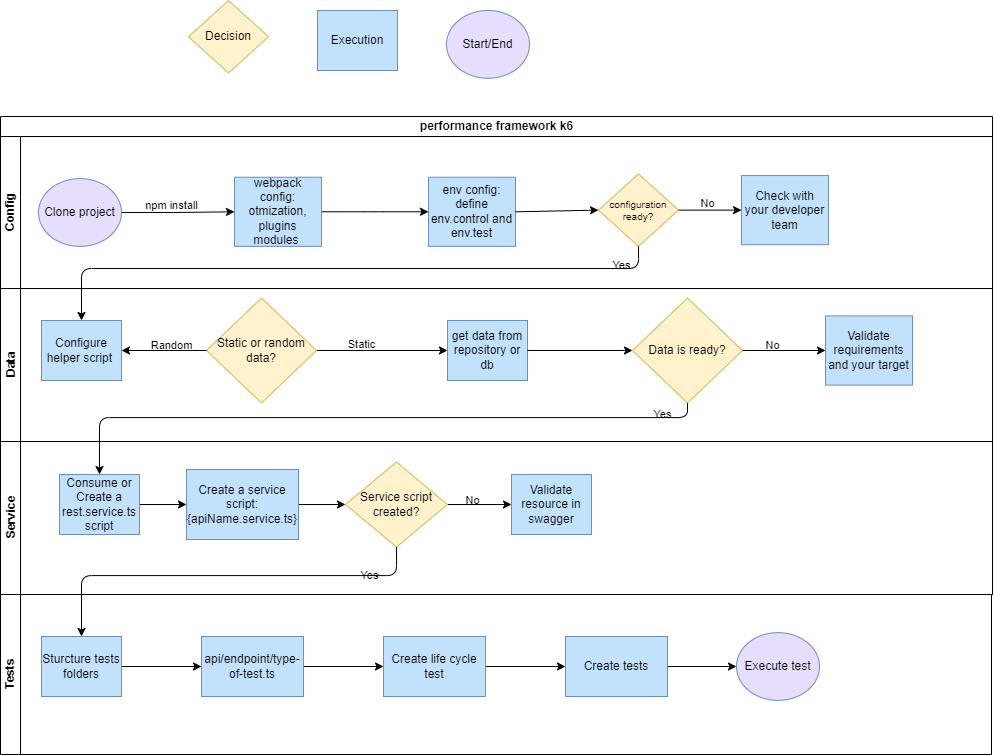 Decision
Execution
Start/End
performance framework k6
Config
Clone project
npm install
webpack
config:
otmization,
plugins
modules
env config:
define
env.control and
env.test
configuration
ready?
No
Check with
your developer
team
Yes
Data
Configure
helper script
Random
Static or random
data?
Static
get data from
repository or
db
Data is ready?
No
Validate
requirements
and your target
Yes
Service
Consume or
Create a
rest.service.ts
script
Create a service
script:
{apiName.service.ts}
Service script
created?
No
Validate
resource in
swagger
Yes
Tests
Sturcture tests
folders
api/endpoint/type-
of-test.ts
Create life cycle
test
Create tests
Execute test